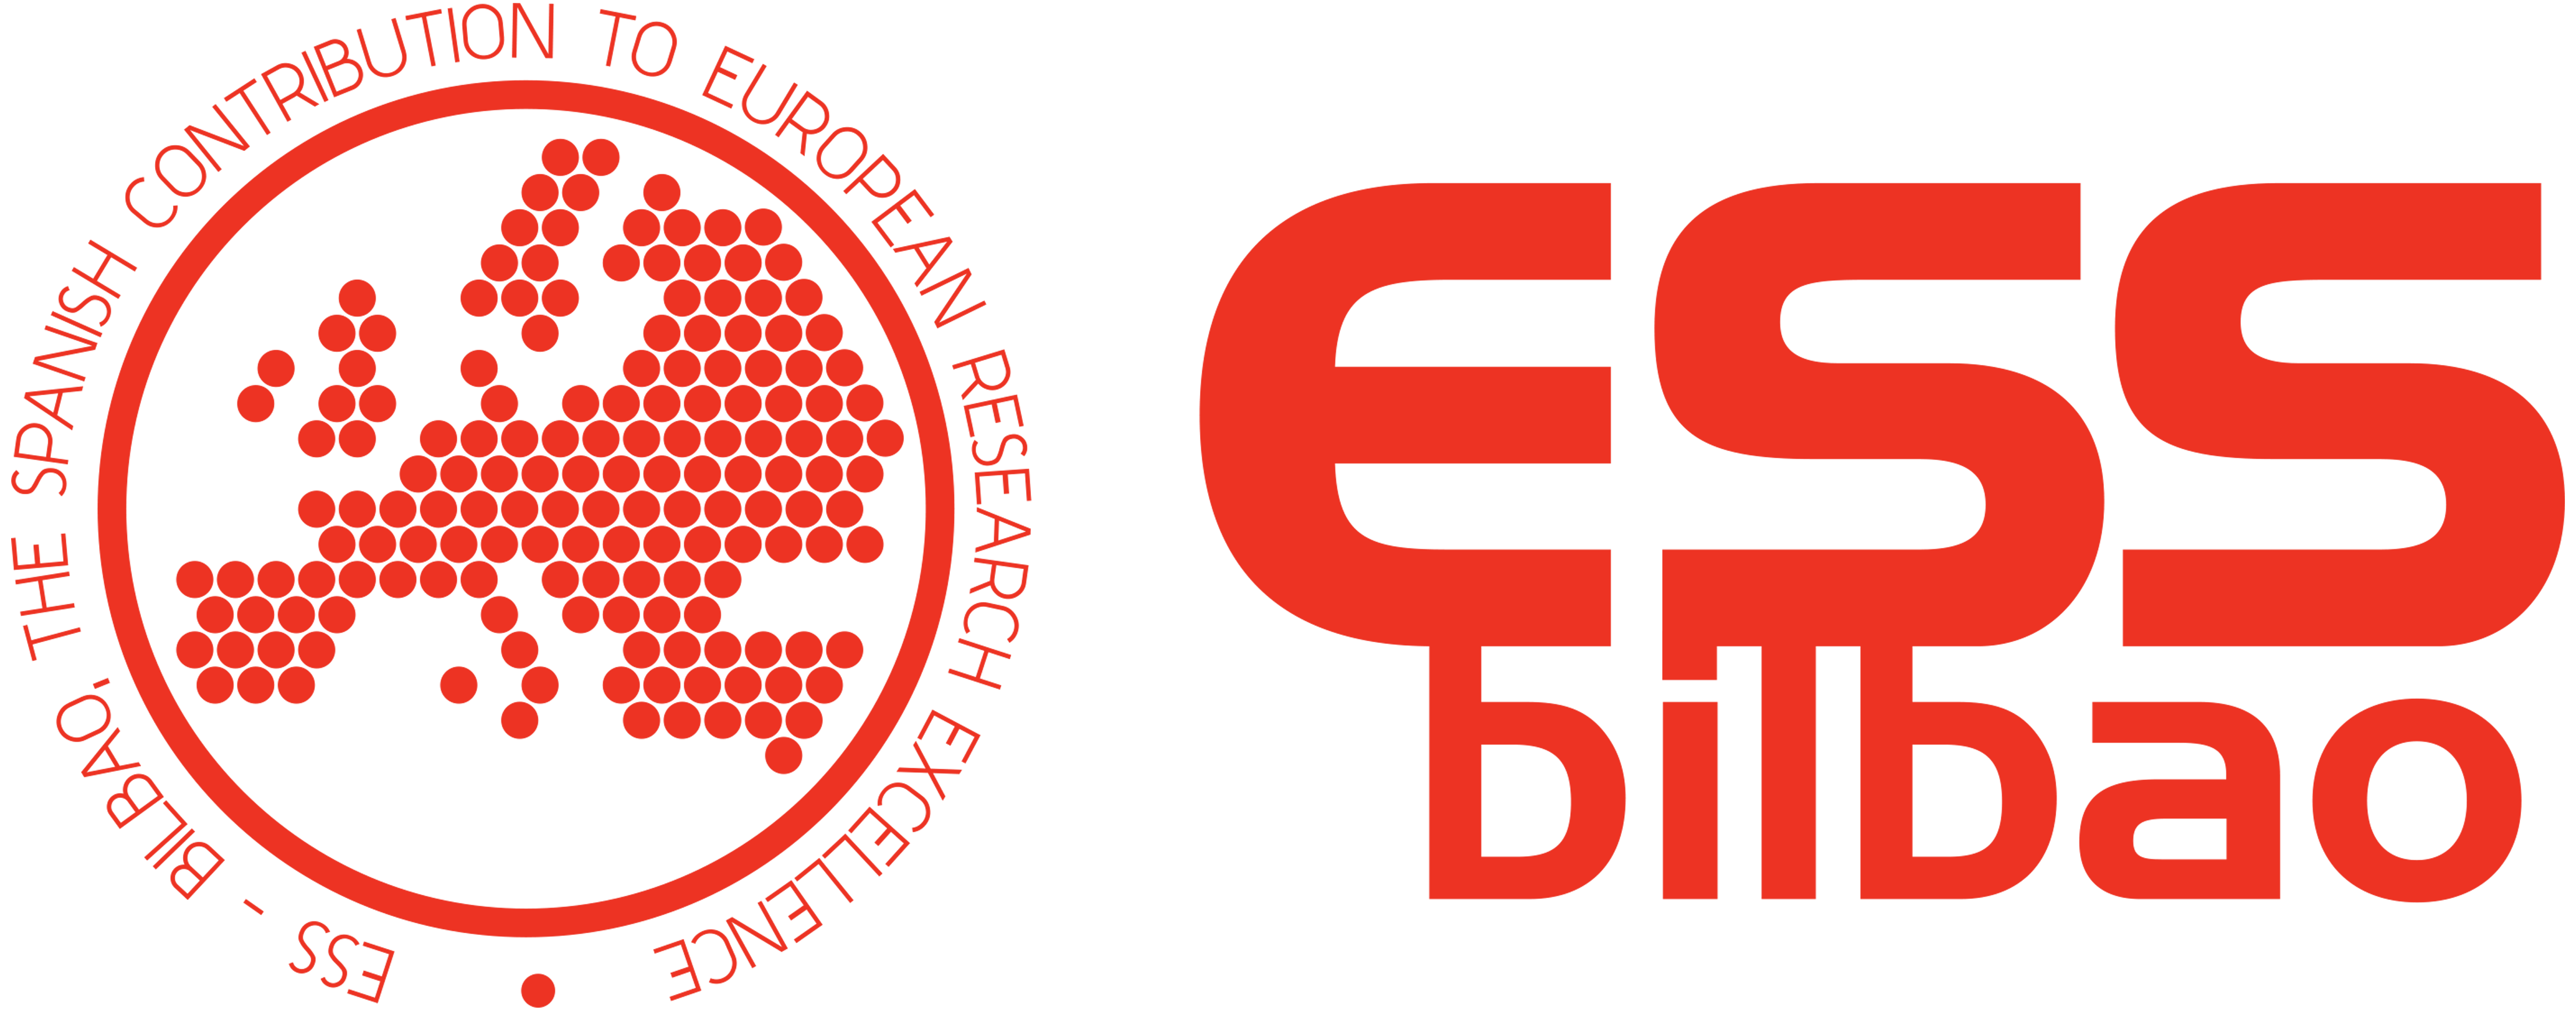 ESS - BILBAO, THE SPANISH CONTRIBUTION TO EUROPEAN RESEARCH EXCELLENCE
ESS
bilbao